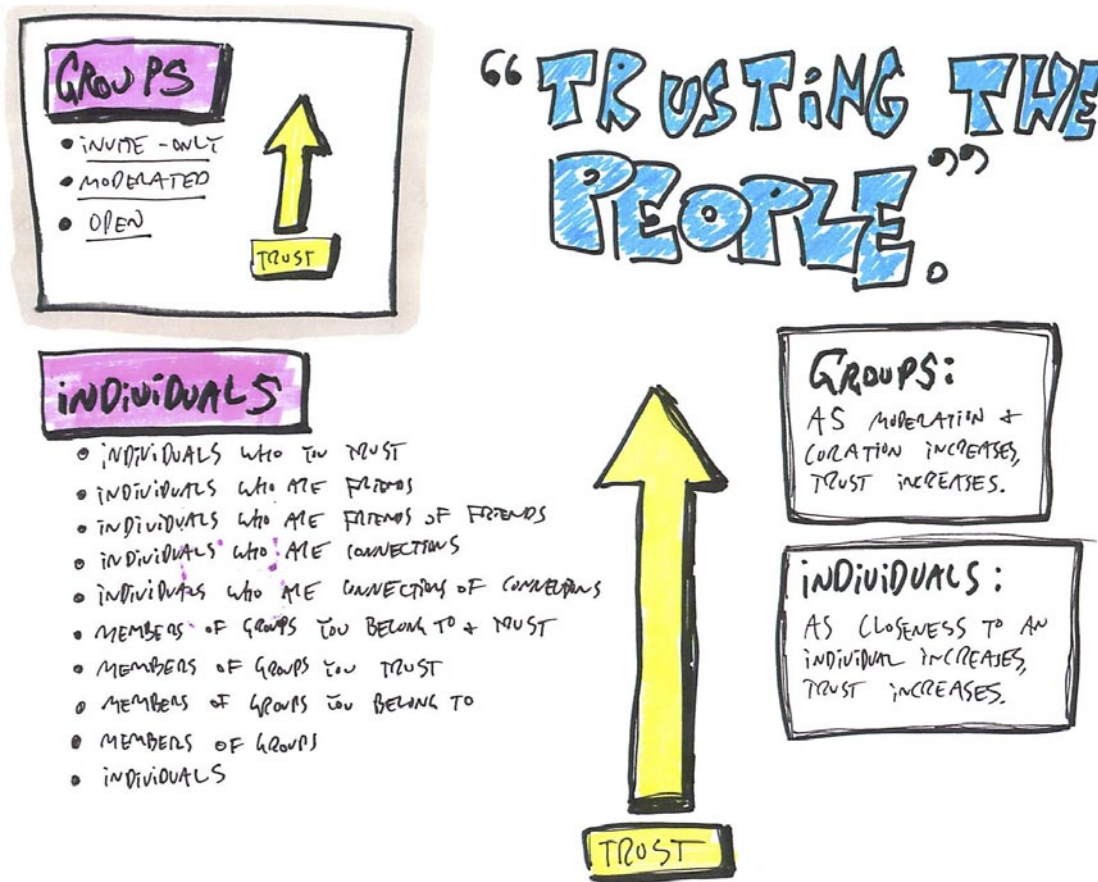 GROUPS
• INVITE-ONLY
• MODERATED
• OPEN
TRUST
“TRUSTING THE
PEOPLE.”
INDIVIDUALS
• INDIVIDUALS WHO YOU TRUST
• INDIVIDUALS WHO ARE FRIENDS
• INDIVIDUALS WHO ARE FRIENDS OF FRIENDS
• INDIVIDUALS WHO ARE CONNECTIONS
• INDIVIDUALS WHO ARE CONNECTIONS OF CONNECTIONS
• MEMBERS OF GROUPS YOU BELONG TO + TRUST
• MEMBERS OF GROUPS YOU TRUST
• MEMBERS OF GROUPS YOU BELONG TO
• MEMBERS OF GROUPS
• INDIVIDUALS
TRUST
GROUPS:
AS MODERATION +
CURATION INCREASES,
TRUST INCREASES.
INDIVIDUALS:
AS CLOSENESS TO AN
INDIVIDUAL INCREASES,
TRUST INCREASES.